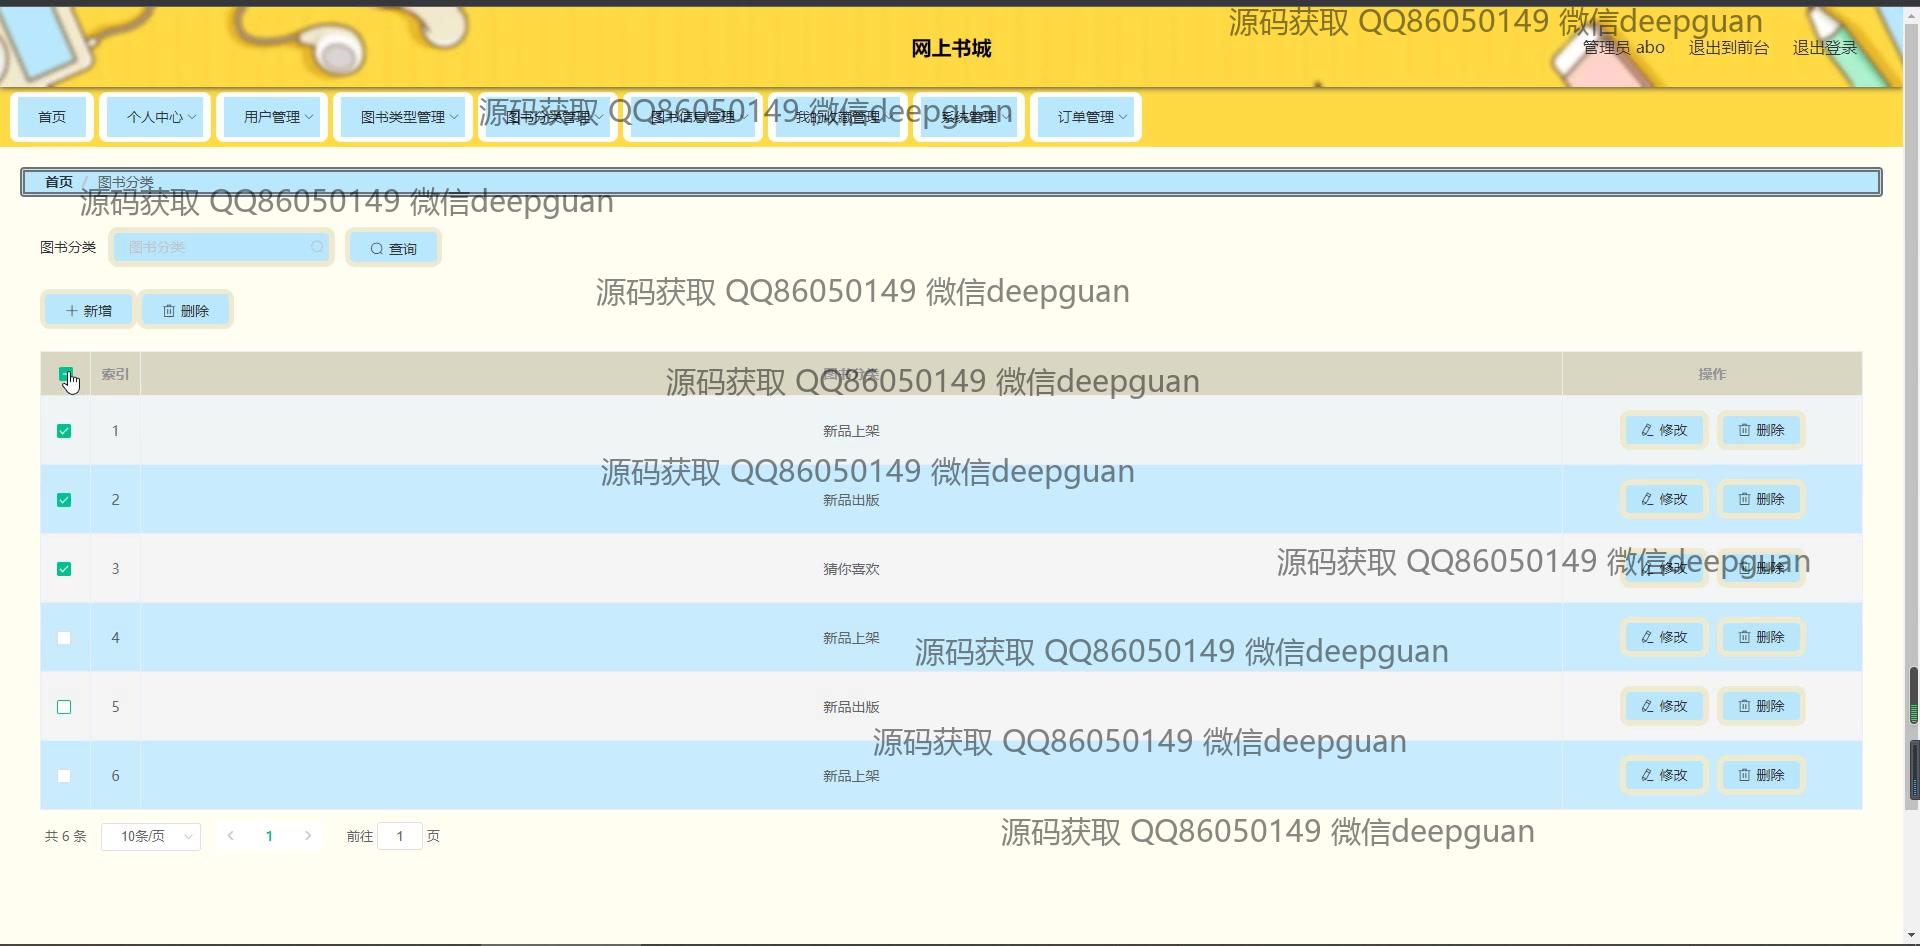 源码获取 QQ86050149 微信deepguan
网上书城
管理员 abo 退出到前台 退出登录
首页 个人中心 用户管理 图书类型管理 图书分类管理 图书信息管理 我的收藏管理 系统管理 订单管理
源码获取 QQ86050149 微信deepguan
首页 / 图书分类
源码获取 QQ86050149 微信deepguan
图书分类 图书分类 查询
源码获取 QQ86050149 微信deepguan
新增 删除
索引 图书分类 操作
源码获取 QQ86050149 微信deepguan
1 新品上架 修改 删除
源码获取 QQ86050149 微信deepguan
2 新品出版 修改 删除
源码获取 QQ86050149 微信deepguan
3 猜你喜欢 修改 删除
4 新品上架 修改 删除
源码获取 QQ86050149 微信deepguan
5 新品出版 修改 删除
源码获取 QQ86050149 微信deepguan
6 新品上架 修改 删除
共 6 条 10条/页 1 前往 1 页
源码获取 QQ86050149 微信deepguan